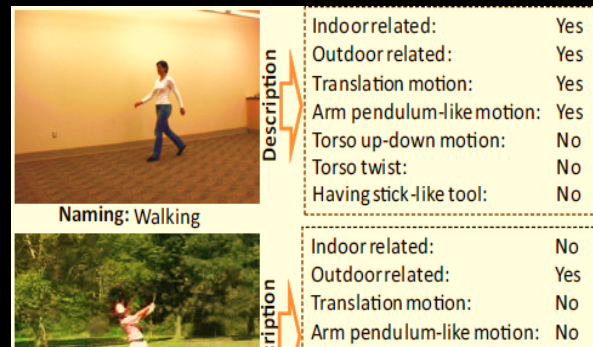 Indoor related: Yes
Outdoor related: Yes
Translation motion: Yes
Arm pendulum-like motion: Yes
Torso up-down motion: No
Torso twist: No
Having stick-like tool: No
Description
Naming: Walking
Indoor related: No
Outdoor related: Yes
Translation motion: No
Arm pendulum-like motion: No